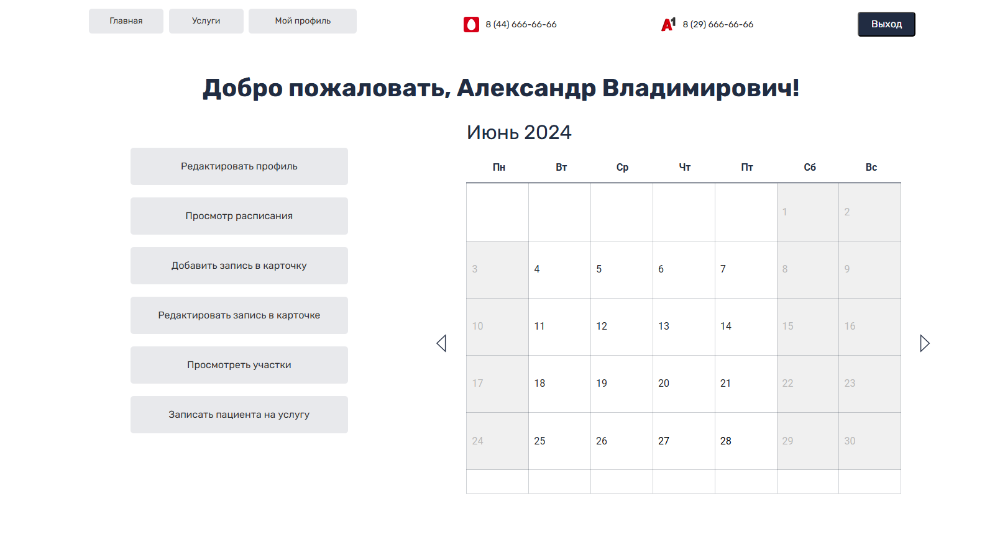 Главная Услуги Мой профиль 8 (44) 666-66-66 A1 8 (29) 666-66-66 Выход
Добро пожаловать, Александр Владимирович!
Июнь 2024
Редактировать профиль
Просмотр расписания
Добавить запись в карточку
Редактировать запись в карточке
Просмотреть участки
Записать пациента на услугу
Пн Вт Ср Чт Пт Сб Вс
1 2
3 4 5 6 7 8 9
10 11 12 13 14 15 16
17 18 19 20 21 22 23
24 25 26 27 28 29 30